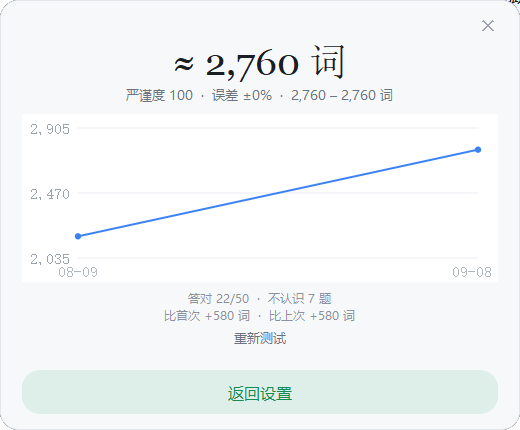 ≈ 2,760 词
严谨度 100 · 误差 ±0% · 2,760 – 2,760 词
2,905
2,470
2,035
08-09 09-08
答对 22/50 · 不认识 7 题
比首次 +580 词 · 比上次 +580 词
重新测试
返回设置